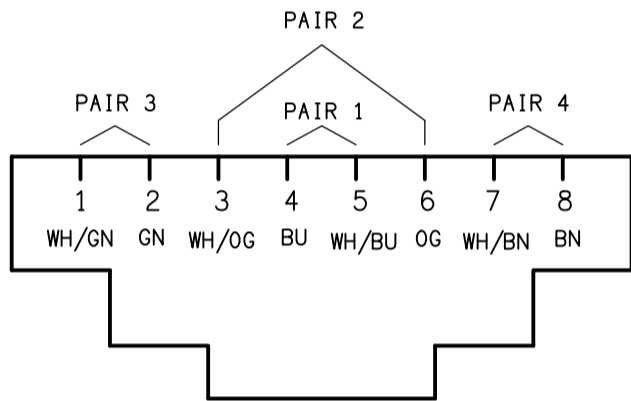 PAIR 2
PAIR 3 PAIR 1 PAIR 4
1 2 3 4 5 6 7 8
WH/GN GN WH/OG BU WH/BU OG WH/BN BN